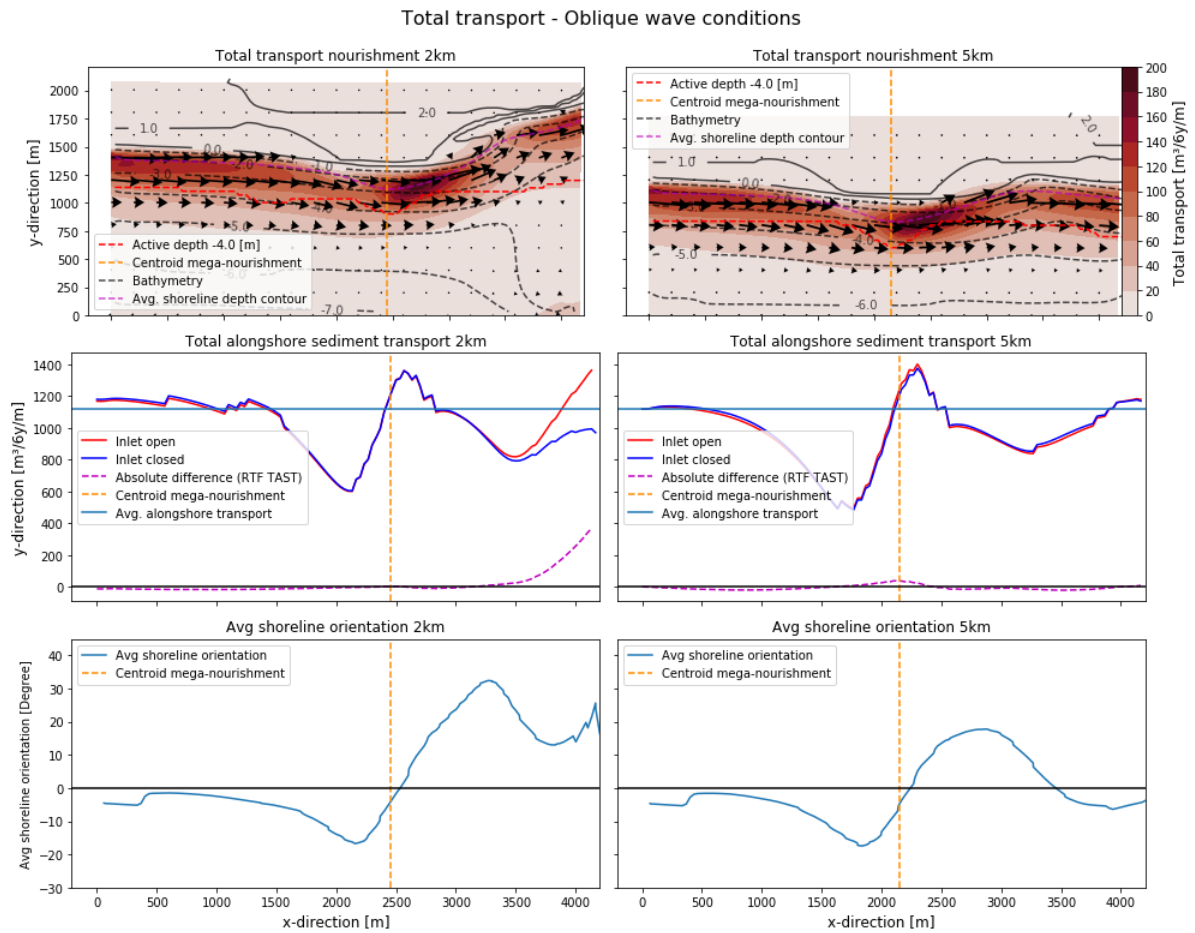 Total transport - Oblique wave conditions
Total transport nourishment 2km
Total transport nourishment 5km
y-direction [m]
2000
1750
1500
1250
1000
750
500
250
0
2.0
1.0
0.0
-1.0
-2.0
-3.0
-5.0
-6.0
-7.0
Active depth -4.0 [m]
Centroid mega-nourishment
Bathymetry
Avg. shoreline depth contour
Active depth -4.0 [m]
Centroid mega-nourishment
Bathymetry
Avg. shoreline depth contour
2.0
1.0
0.0
-4.0
-5.0
-6.0
200
180
160
140
120
100
80
60
40
20
0
Total transport [m³/6y/m]
Total alongshore sediment transport 2km
Total alongshore sediment transport 5km
y-direction [m³/6y/m]
1400
1200
1000
800
600
400
200
0
Inlet open
Inlet closed
Absolute difference (RTF TAST)
Centroid mega-nourishment
Avg. alongshore transport
Inlet open
Inlet closed
Absolute difference (RTF TAST)
Centroid mega-nourishment
Avg. alongshore transport
Avg shoreline orientation 2km
Avg shoreline orientation 5km
Avg shoreline orientation [Degree]
40
30
20
10
0
−10
−20
−30
Avg shoreline orientation
Centroid mega-nourishment
Avg shoreline orientation
Centroid mega-nourishment
0 500 1000 1500 2000 2500 3000 3500 4000
0 500 1000 1500 2000 2500 3000 3500 4000
x-direction [m]
x-direction [m]